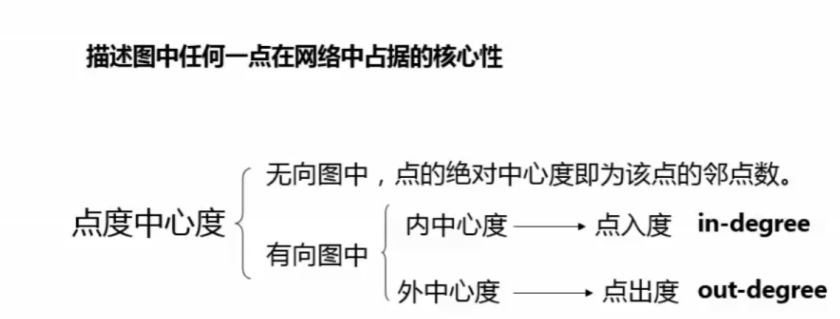 描述图中任何一点在网络中占据的核心性
点度中心度
无向图中，点的绝对中心度即为该点的邻点数。
有向图中
内中心度 点入度 in-degree
外中心度 点出度 out-degree